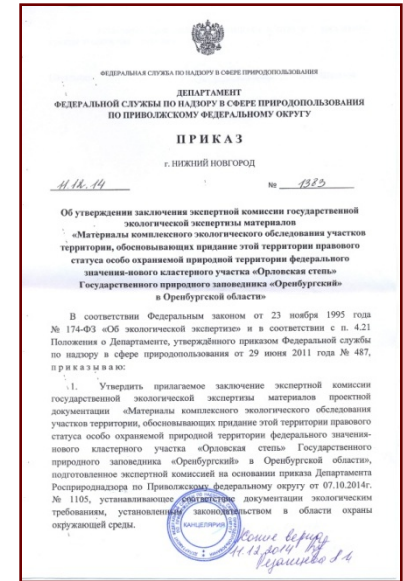 ФЕДЕРАЛЬНАЯ СЛУЖБА ПО НАДЗОРУ В СФЕРЕ ПРИРОДОПОЛЬЗОВАНИЯ
ДЕПАРТАМЕНТ
ФЕДЕРАЛЬНОЙ СЛУЖБЫ ПО НАДЗОРУ В СФЕРЕ ПРИРОДОПОЛЬЗОВАНИЯ
ПО ПРИВОЛЖСКОМУ ФЕДЕРАЛЬНОМУ ОКРУГУ
ПРИКАЗ
г. НИЖНИЙ НОВГОРОД
11.12.14 № 1383
Об утверждении заключения экспертной комиссии государственной
экологической экспертизы материалов
«Материалы комплексного экологического обследования участков
территории, обосновывающих придание этой территории правового
статуса особо охраняемой природной территории федерального
значения-нового кластерного участка «Орловская степь»
Государственного природного заповедника «Оренбургский»
в Оренбургской области»
В соответствии Федеральным законом от 23 ноября 1995 года
№ 174-ФЗ «Об экологической экспертизе» и в соответствии с п. 4.21
Положения о Департаменте, утверждённого приказом Федеральной службы
по надзору в сфере природопользования от 29 июня 2011 года № 487,
приказываю:
1. Утвердить прилагаемое заключение экспертной комиссии
государственной экологической экспертизы материалов проектной
документации «Материалы комплексного экологического обследования
участков территории, обосновывающих придание этой территории правового
статуса особо охраняемой природной территории федерального значения-
нового кластерного участка «Орловская степь» Государственного
природного заповедника «Оренбургский» в Оренбургской области»,
подготовленное экспертной комиссией на основании приказа Департамента
Росприроднадзора по Приволжскому федеральному округу от 07.10.2014г.
№ 1105, устанавливающее соответствие документации экологическим
требованиям, установленным законодательством в области охраны
окружающей среды.
КАНЦЕЛЯРИЯ
Копия верна
11.12.2014